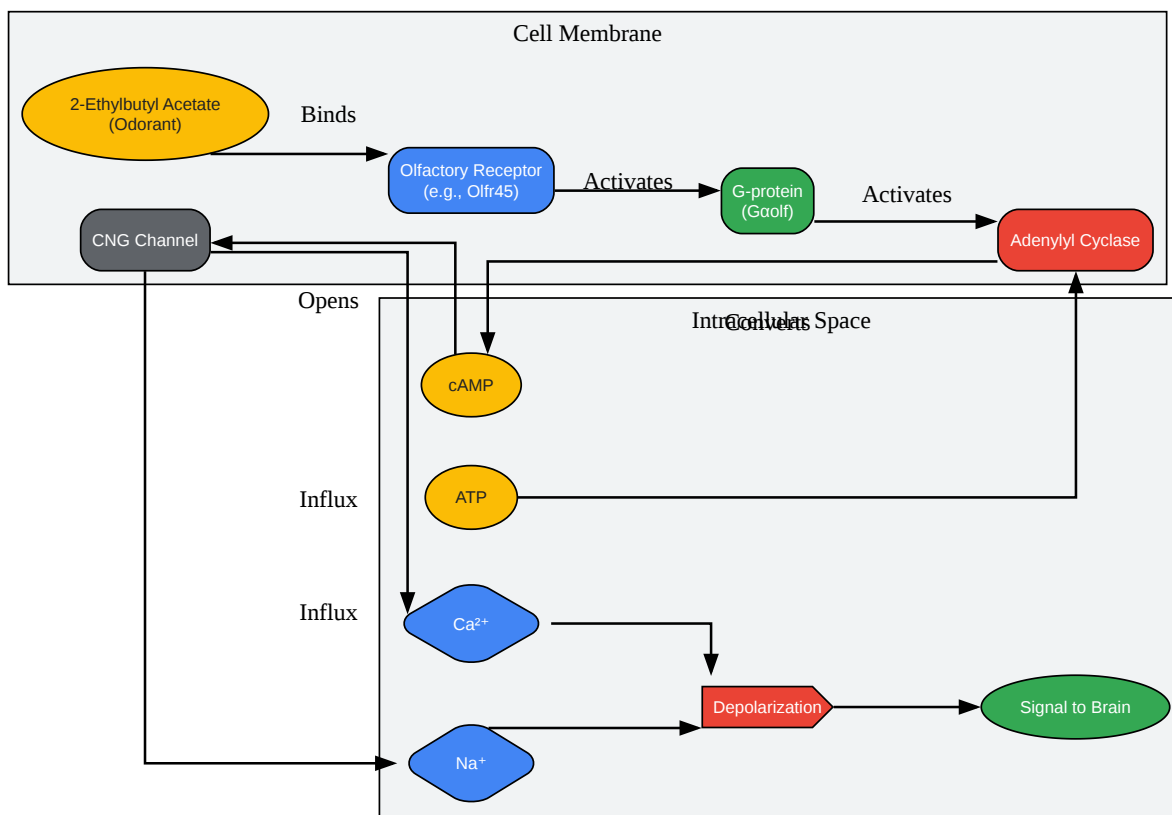 Cell Membrane
2-Ethylbutyl Acetate
(Odorant)
Binds
Olfactory Receptor
(e.g., Olfr45)
Activates
G-protein
(Gαolf)
Activates
Adenylyl Cyclase
CNG Channel
Opens
Intracellular Space
Converts
cAMP
ATP
Influx
Influx
Ca²⁺
Depolarization
Signal to Brain
Na⁺